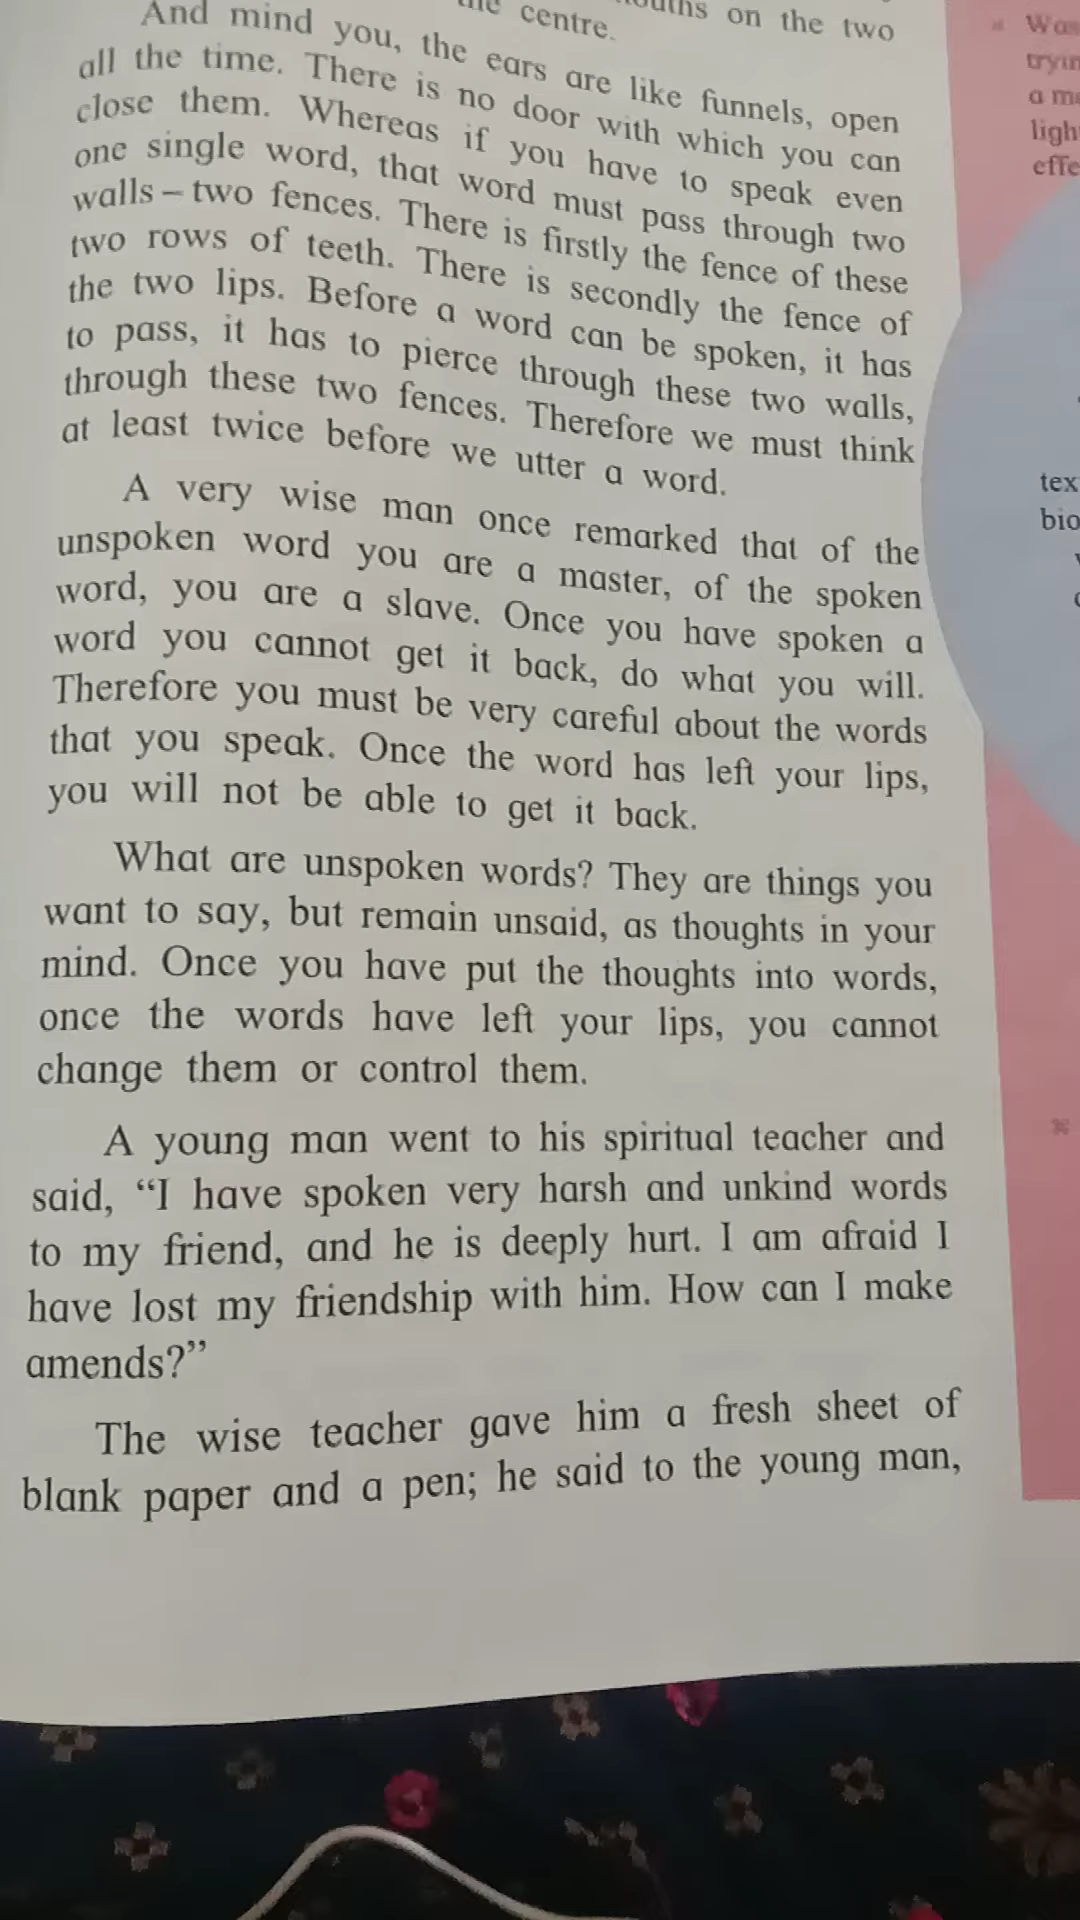 centre.
on the two
And mind you, the ears are like funnels, open
all the time. There is no door with which you can
close them. Whereas if you have to speak even
one single word, that word must pass through two
walls – two fences. There is firstly the fence of these
two rows of teeth. There is secondly the fence of
the two lips. Before a word can be spoken, it has
to pass, it has to pierce through these two walls,
through these two fences. Therefore we must think
at least twice before we utter a word.
A very wise man once remarked that of the
unspoken word you are a master, of the spoken
word, you are a slave. Once you have spoken a
word you cannot get it back, do what you will.
Therefore you must be very careful about the words
that you speak. Once the word has left your lips,
you will not be able to get it back.
What are unspoken words? They are things you
want to say, but remain unsaid, as thoughts in your
mind. Once you have put the thoughts into words,
once the words have left your lips, you cannot
change them or control them.
A young man went to his spiritual teacher and
said, “I have spoken very harsh and unkind words
to my friend, and he is deeply hurt. I am afraid I
have lost my friendship with him. How can I make
amends?”
The wise teacher gave him a fresh sheet of
blank paper and a pen; he said to the young man,